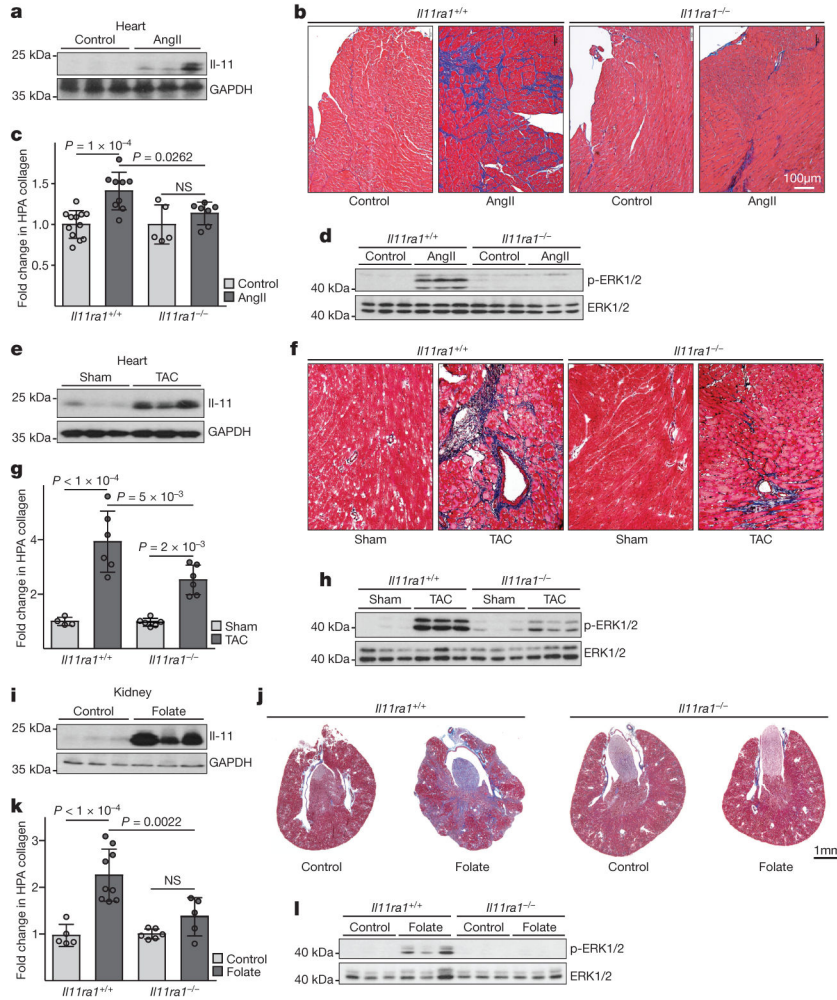 a
Heart
Control AngII
25 kDa
Il-11
35 kDa
GAPDH
b
Il11ra1+/+ Il11ra1−/−
Control AngII Control AngII
100µm
c
P = 1 × 10−4
P = 0.0262
NS
Fold change in HPA collagen
1.5
1.0
0.5
Control
AngII
Il11ra1+/+ Il11ra1−/−
d
Il11ra1+/+ Il11ra1−/−
Control AngII Control AngII
p-ERK1/2
40 kDa
ERK1/2
40 kDa
e
Heart
Sham TAC
25 kDa
Il-11
35 kDa
GAPDH
f
Il11ra1+/+ Il11ra1−/−
Sham TAC Sham TAC
g
P < 1 × 10−4
P = 5 × 10−3
P = 2 × 10−3
Fold change in HPA collagen
4
2
Sham
TAC
Il11ra1+/+ Il11ra1−/−
h
Il11ra1+/+ Il11ra1−/−
Sham TAC Sham TAC
40 kDa
p-ERK1/2
40 kDa
ERK1/2
i
Kidney
Control Folate
25 kDa
Il-11
35 kDa
GAPDH
j
Il11ra1+/+ Il11ra1−/−
Control Folate Control Folate
1mm
k
P < 1 × 10−4
P = 0.0022
NS
Fold change in HPA collagen
3
2
1
Control
Folate
Il11ra1+/+ Il11ra1−/−
l
Il11ra1+/+ Il11ra1−/−
Control Folate Control Folate
40 kDa
p-ERK1/2
40 kDa
ERK1/2